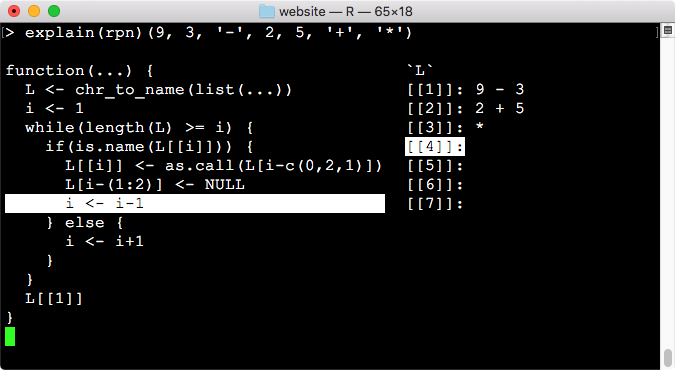 website — R — 65×18
> explain(rpn)(9, 3, '-', 2, 5, '+', '*')
function(...) { `L`
  L <- chr_to_name(list(...)) [[1]]: 9 - 3
  i <- 1 [[2]]: 2 + 5
  while(length(L) >= i) { [[3]]: *
    if(is.name(L[[i]])) { [[4]]:
      L[[i]] <- as.call(L[i-c(0,2,1)]) [[5]]:
      L[i-(1:2)] <- NULL [[6]]:
      i <- i-1 [[7]]:
    } else {
      i <- i+1
    }
  }
  L[[1]]
}